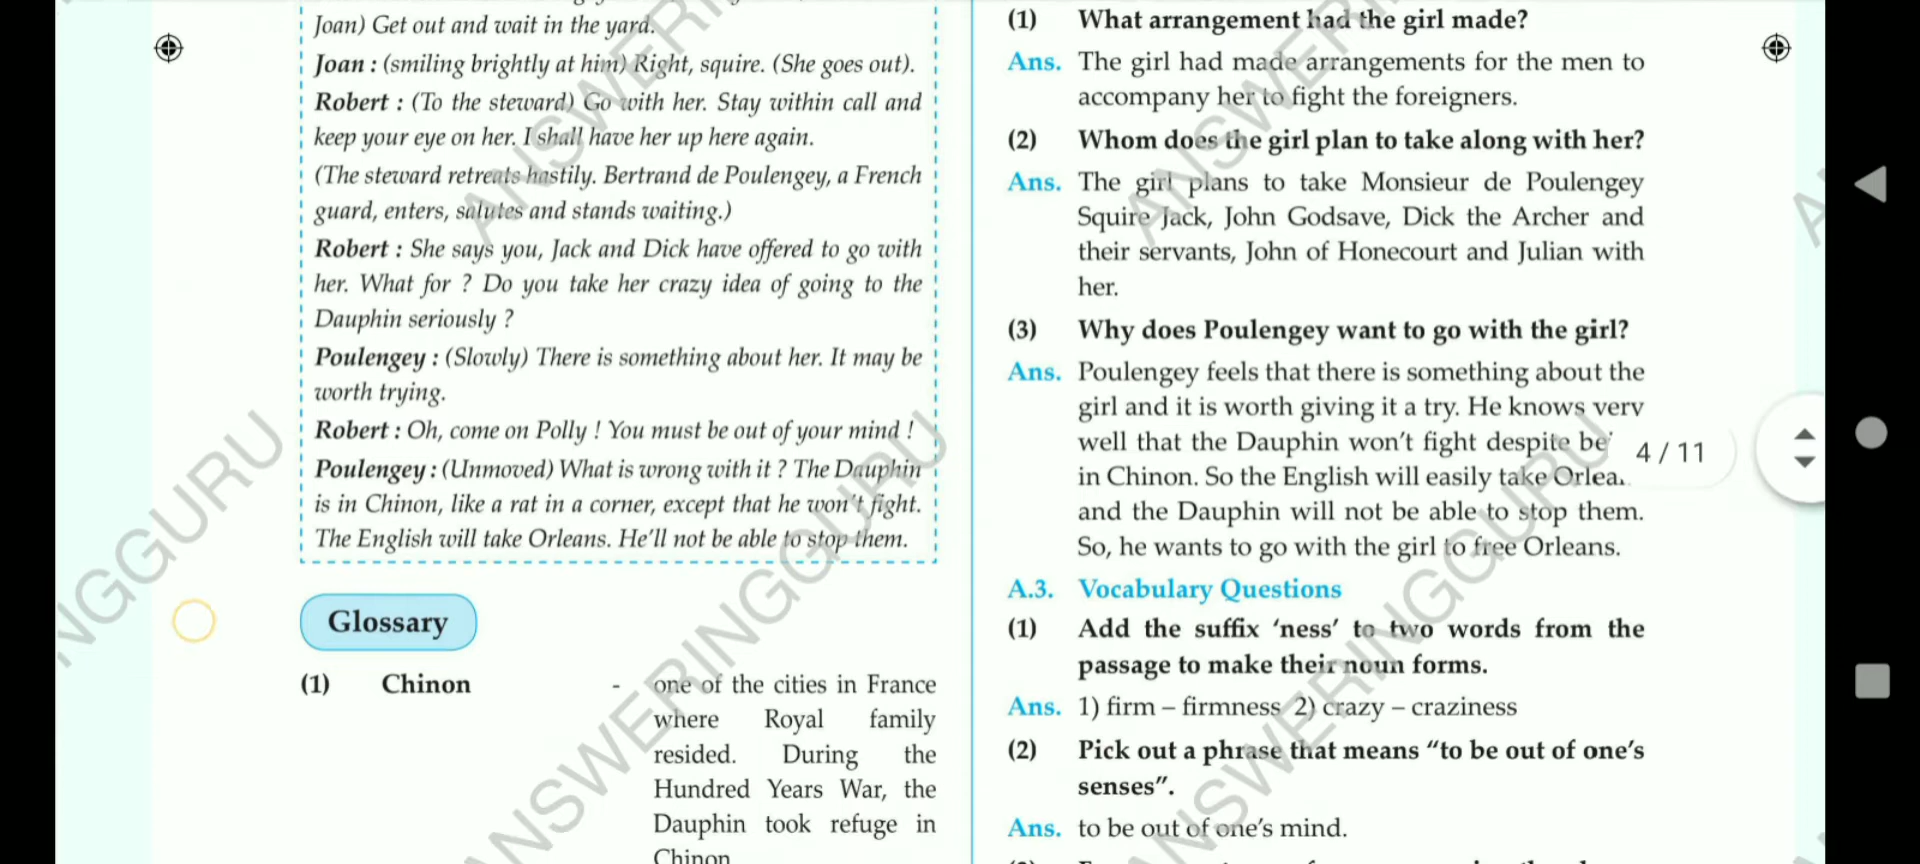 Joan) Get out and wait in the yard.
Joan : (smiling brightly at him) Right, squire. (She goes out).
Robert : (To the steward) Go with her. Stay within call and
keep your eye on her. I shall have her up here again.
(The steward retreats hastily. Bertrand de Poulengey, a French
guard, enters, salutes and stands waiting.)
Robert : She says you, Jack and Dick have offered to go with
her. What for ? Do you take her crazy idea of going to the
Dauphin seriously ?
Poulengey : (Slowly) There is something about her. It may be
worth trying.
Robert : Oh, come on Polly ! You must be out of your mind !
Poulengey : (Unmoved) What is wrong with it ? The Dauphin
is in Chinon, like a rat in a corner, except that he won't fight.
The English will take Orleans. He'll not be able to stop them.
Glossary
(1) Chinon - one of the cities in France
where Royal family
resided. During the
Hundred Years War, the
Dauphin took refuge in
Chinon
(1) What arrangement had the girl made?
Ans. The girl had made arrangements for the men to
accompany her to fight the foreigners.
(2) Whom does the girl plan to take along with her?
Ans. The girl plans to take Monsieur de Poulengey
Squire Jack, John Godsave, Dick the Archer and
their servants, John of Honecourt and Julian with
her.
(3) Why does Poulengey want to go with the girl?
Ans. Poulengey feels that there is something about the
girl and it is worth giving it a try. He knows very
well that the Dauphin won't fight despite
in Chinon. So the English will easily take
and the Dauphin will not be able to stop them.
So, he wants to go with the girl to free Orleans.
4 / 11
A.3. Vocabulary Questions
(1) Add the suffix 'ness' to two words from the
passage to make their noun forms.
Ans. 1) firm – firmness 2) crazy – craziness
(2) Pick out a phrase that means "to be out of one's
senses".
Ans. to be out of one's mind.
ANSWERINGGURU